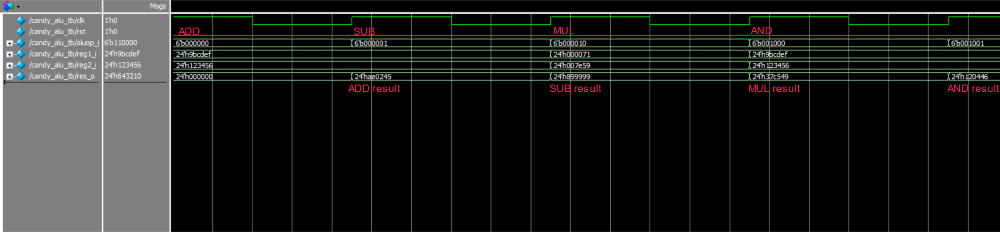 Msgs
/candy_alu_tb/clk 1'h0
/candy_alu_tb/rst 1'h0 ADD SUB MUL AND
/candy_alu_tb/aluop_i 6'b110000 6'b000000 6'b000001 6'b000010 6'b001000 6'b001001
/candy_alu_tb/reg1_i 24'h9bcdef 24'h9bcdef 24'h000071 24'h9bcdef
/candy_alu_tb/reg2_i 24'h123456 24'h123456 24'h007e59 24'h123456
/candy_alu_tb/res_o 24'h643210 24'h000000 24'hae0245 24'h899999 24'h37c549 24'h120446
ADD result SUB result MUL result AND result